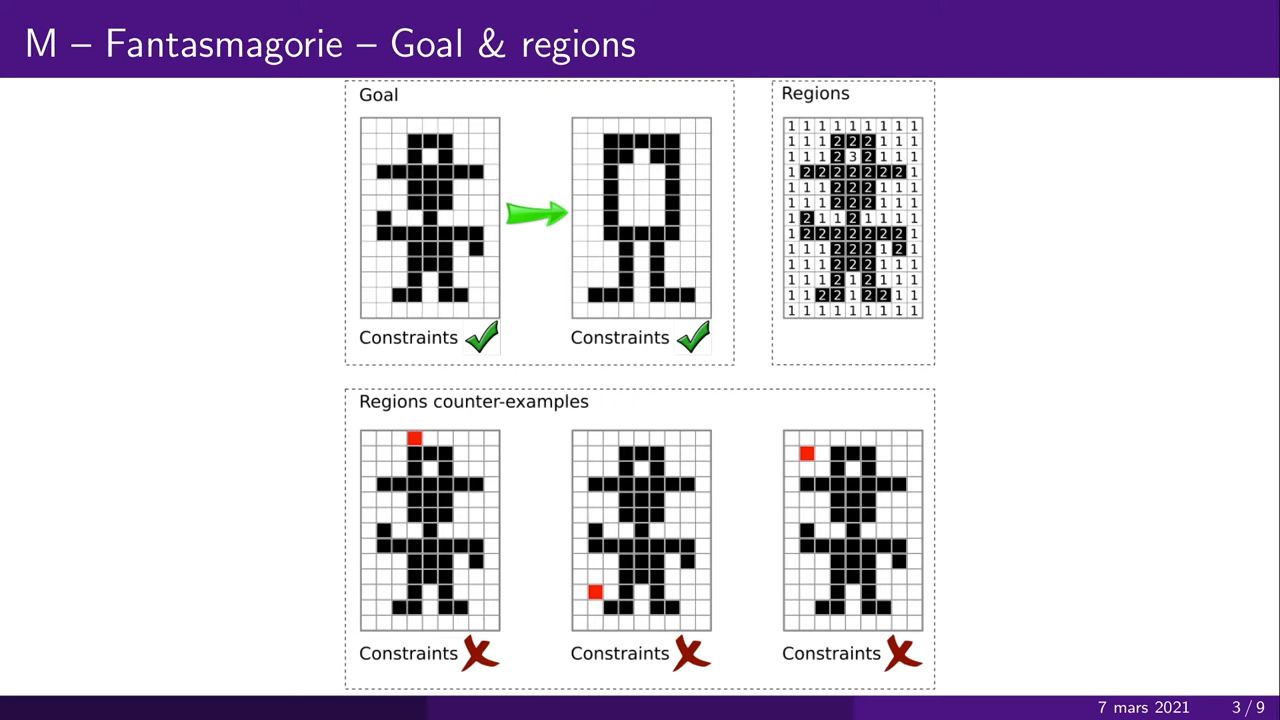 M – Fantasmagorie – Goal & regions
Goal
Constraints
Constraints
Regions
1 1 1 1 1 1 1 1 1
1 1 1 2 2 2 1 1 1
1 1 1 2 3 2 1 1 1
1 2 2 2 2 2 2 2 1
1 1 1 2 2 2 1 1 1
1 1 1 2 2 2 1 1 1
1 2 1 1 2 1 1 1 1
1 2 2 2 2 2 2 2 1
1 1 1 2 2 2 1 2 1
1 1 1 2 2 2 1 1 1
1 1 1 2 1 2 1 1 1
1 1 2 2 1 2 2 1 1
1 1 1 1 1 1 1 1 1
Regions counter-examples
Constraints
Constraints
Constraints
7 mars 2021
3 / 9